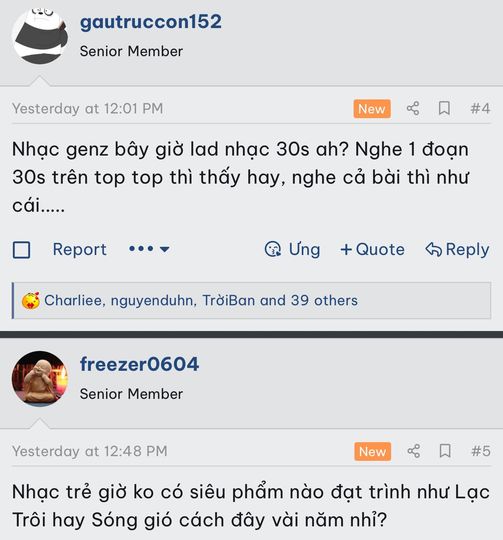 gautruccon152
Senior Member
Yesterday at 12:01 PM
New
#4
Nhạc genz bây giờ lad nhạc 30s ah? Nghe 1 đoạn
30s trên top top thì thấy hay, nghe cả bài thì như
cái.....
Report
Ưng
+Quote
Reply
Charliee, nguyenduhn, TrờiBan and 39 others
freezer0604
Senior Member
Yesterday at 12:48 PM
New
#5
Nhạc trẻ giờ ko có siêu phẩm nào đạt trình như Lạc
Trôi hay Sóng gió cách đây vài năm nhỉ?